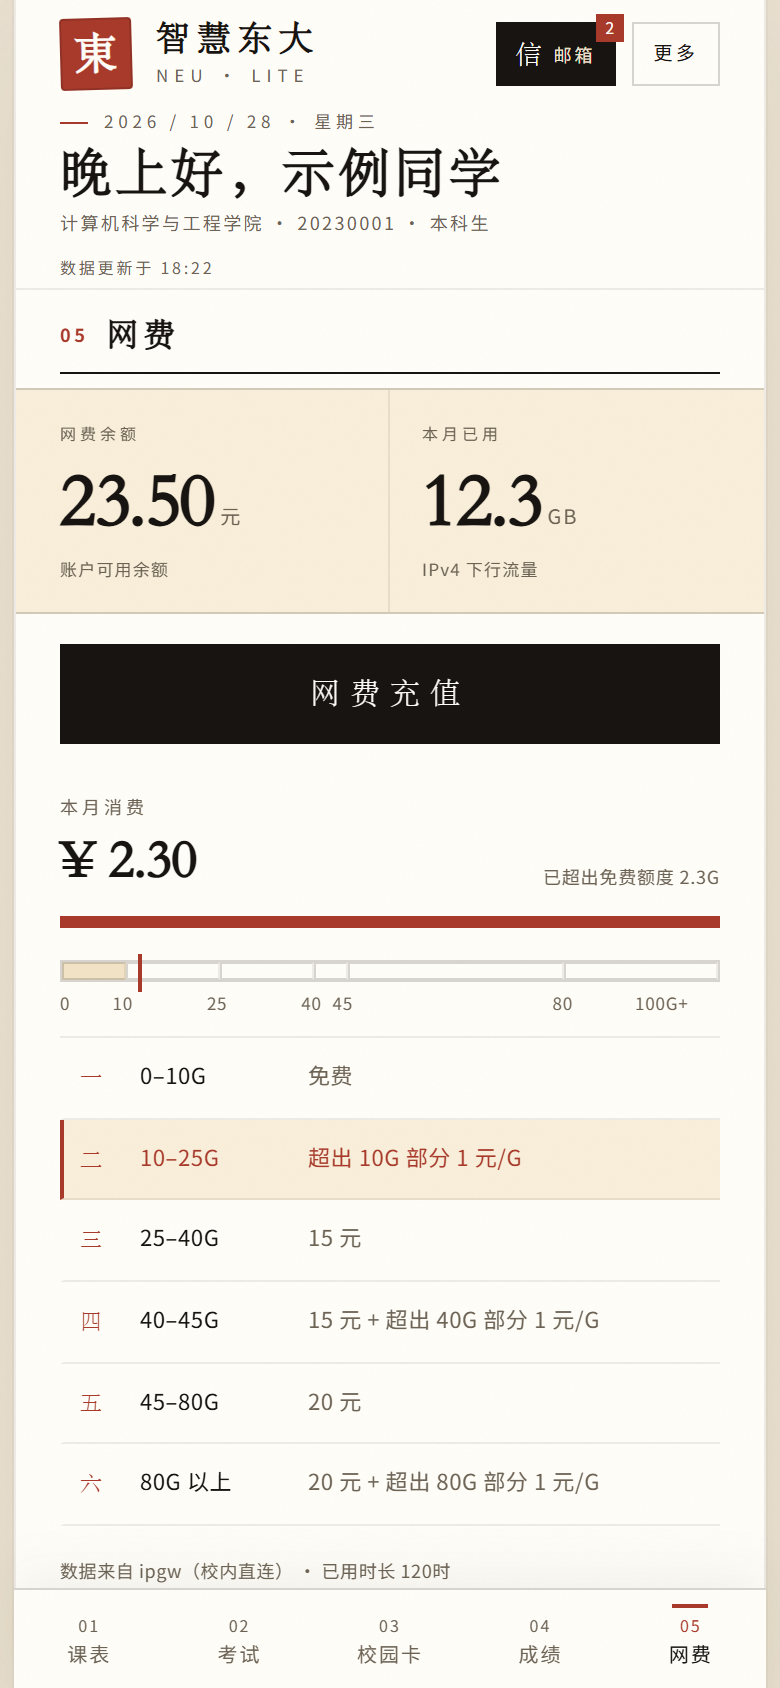 東
智慧东大
NEU · LITE
信 邮箱
2
更多
2026 / 10 / 28 · 星期三
晚上好，示例同学
计算机科学与工程学院 · 20230001 · 本科生
数据更新于 18:22
05 网费
网费余额
23.50 元
账户可用余额
本月已用
12.3 GB
IPv4 下行流量
网费充值
本月消费
¥ 2.30
已超出免费额度 2.3G
0 10 25 40 45 80 100G+
一 0–10G 免费
二 10–25G 超出 10G 部分 1 元/G
三 25–40G 15 元
四 40–45G 15 元 + 超出 40G 部分 1 元/G
五 45–80G 20 元
六 80G 以上 20 元 + 超出 80G 部分 1 元/G
数据来自 ipgw（校内直连） · 已用时长 120时
01 课表
02 考试
03 校园卡
04 成绩
05 网费